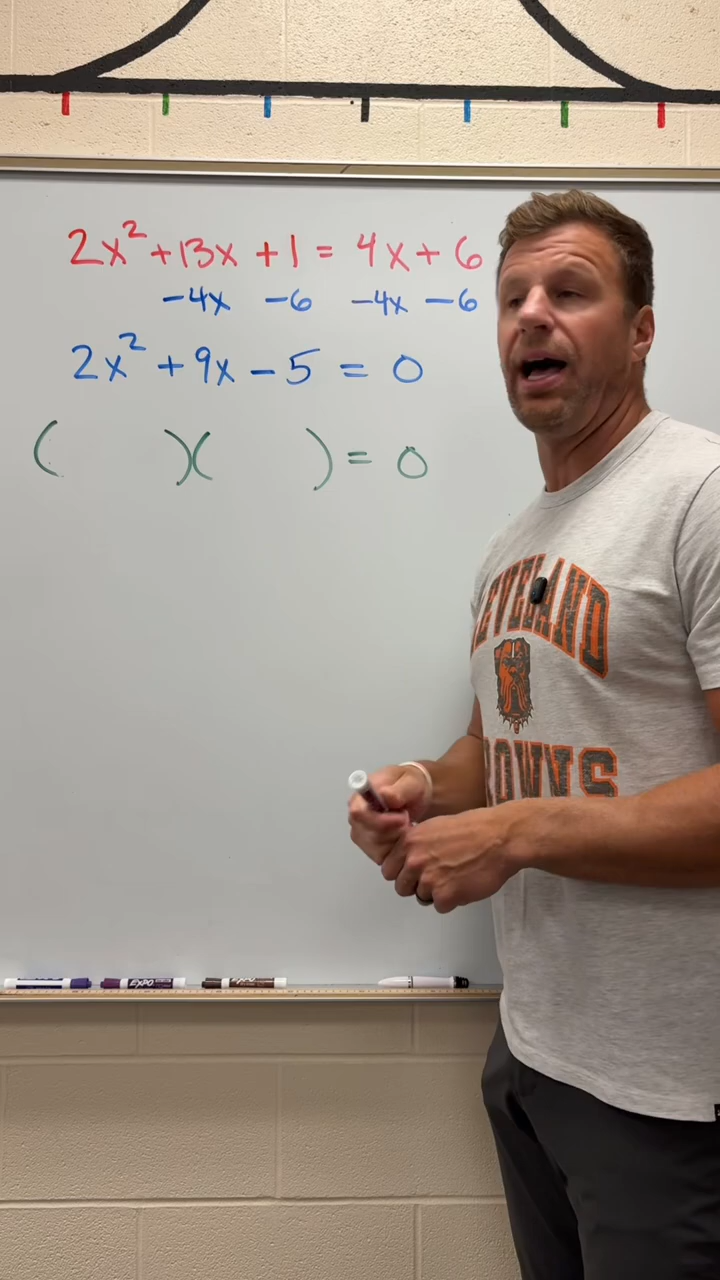 2x² + 13x + 1 = 4x + 6
-4x -6 -4x -6
2x² + 9x - 5 = 0
( )( ) = 0
CLEVELAND
BROWNS
EXPO